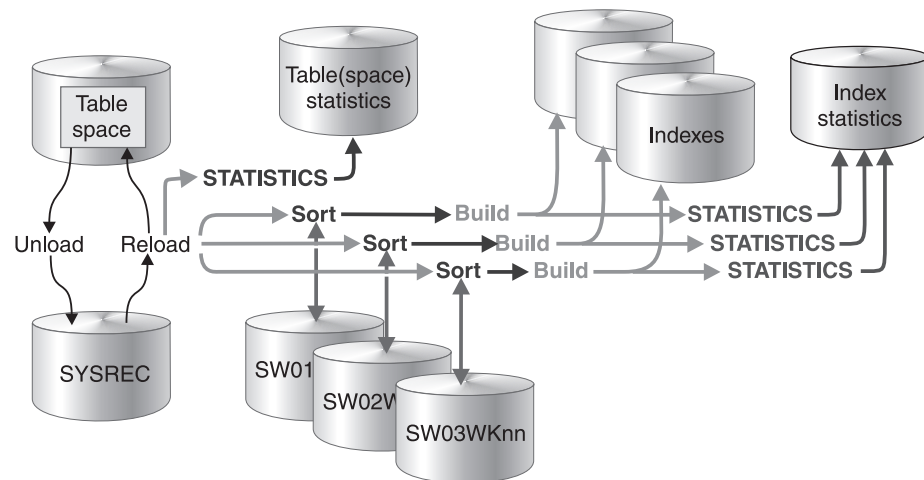 Table
space
Table(space)
statistics
Indexes
Index
statistics
STATISTICS
Sort
Build
STATISTICS
Unload
Reload
Sort
Build
STATISTICS
Sort
Build
STATISTICS
SYSREC
SW01
SW02W
SW03WKnn